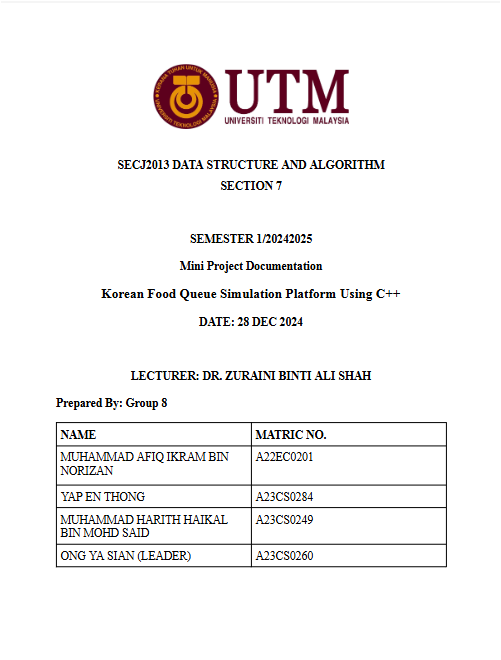 UTM
UNIVERSITI TEKNOLOGI MALAYSIA
SECJ2013 DATA STRUCTURE AND ALGORITHM
SECTION 7
SEMESTER 1/20242025
Mini Project Documentation
Korean Food Queue Simulation Platform Using C++
DATE: 28 DEC 2024
LECTURER: DR. ZURAINI BINTI ALI SHAH
Prepared By: Group 8
NAME MATRIC NO.
MUHAMMAD AFIQ IKRAM BIN A22EC0201
NORIZAN
YAP EN THONG A23CS0284
MUHAMMAD HARITH HAIKAL A23CS0249
BIN MOHD SAID
ONG YA SIAN (LEADER) A23CS0260